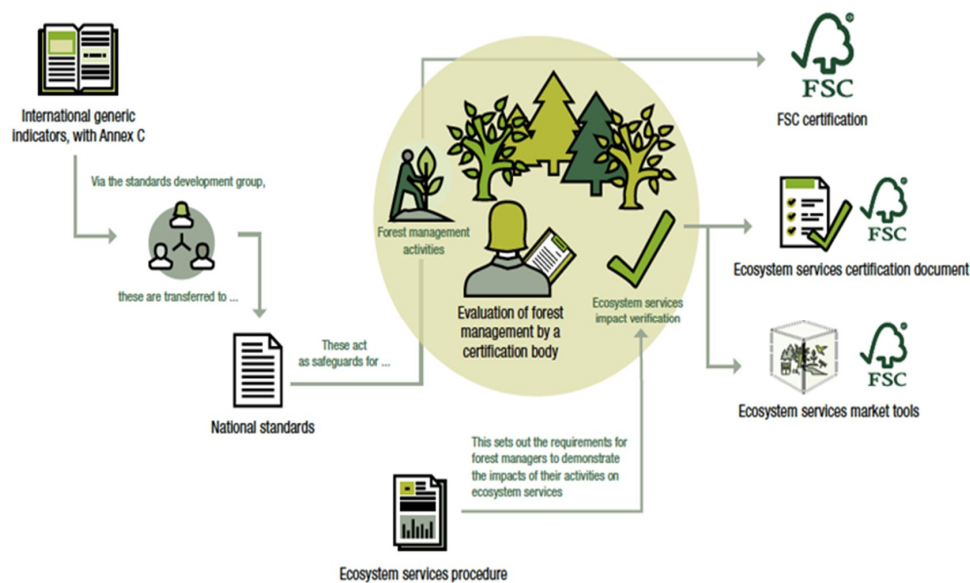 International generic
indicators, with Annex C
Via the standards development group,
these are transferred to ...
National standards
These act
as safeguards for ...
Forest management
activities
Evaluation of forest
management by a
certification body
Ecosystem services
impact verification
This sets out the requirements for
forest managers to demonstrate
the impacts of their activities on
ecosystem services
Ecosystem services procedure
®
FSC
FSC certification
®
FSC
Ecosystem services certification document
®
FSC
Ecosystem services market tools